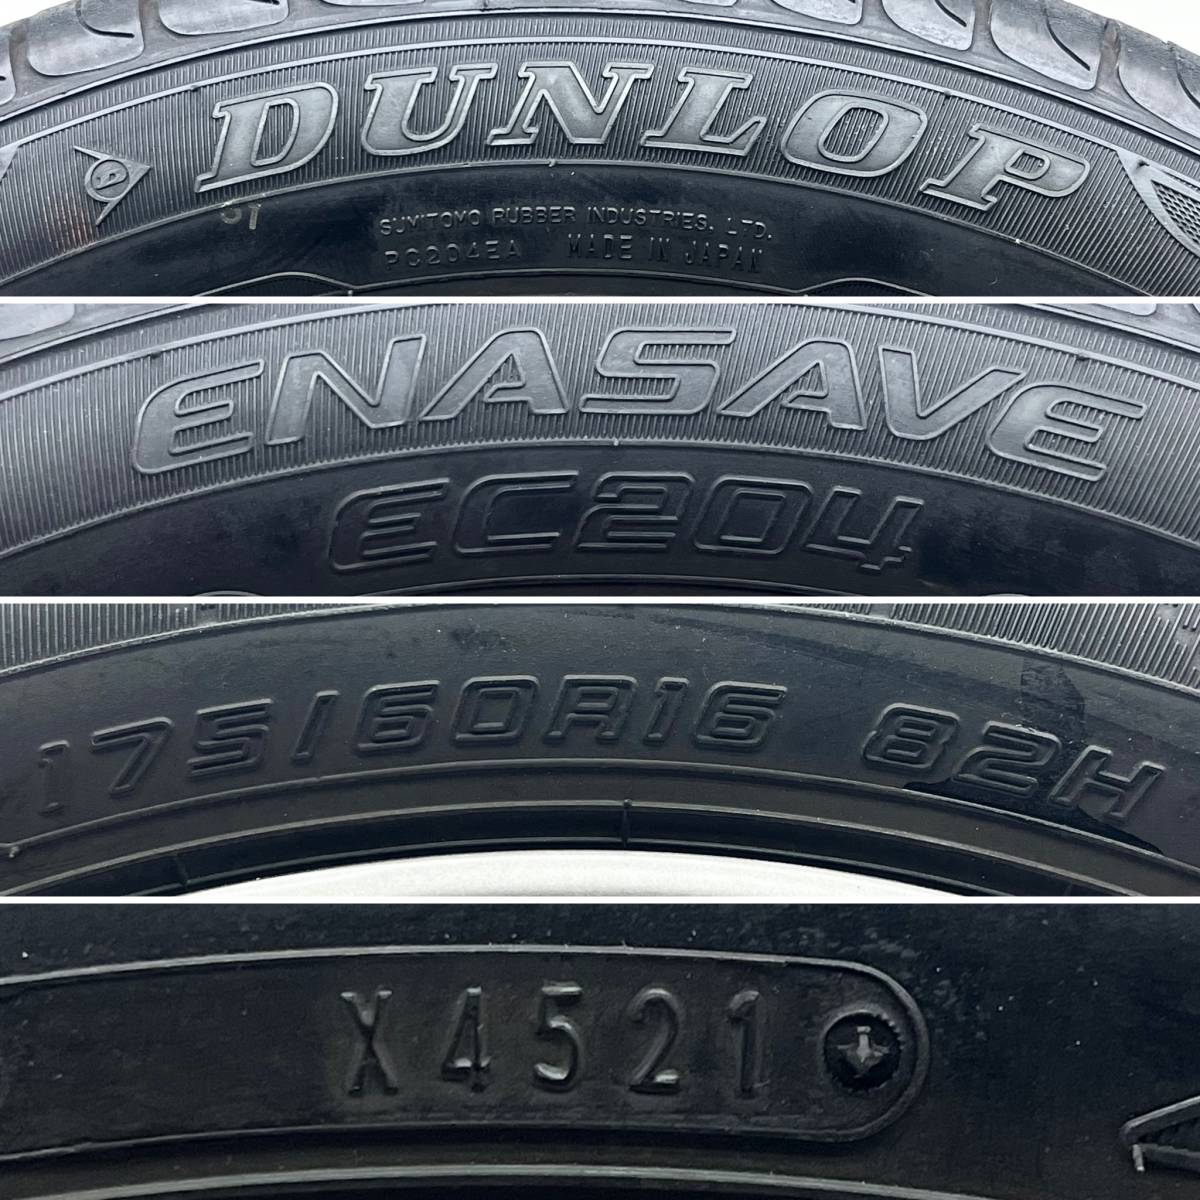 DUNLOP
SUMITOMO RUBBER INDUSTRIES, LTD.
PC204EA MADE IN JAPAN
ENASAVE
EC204
175/60R16 82H
X4521